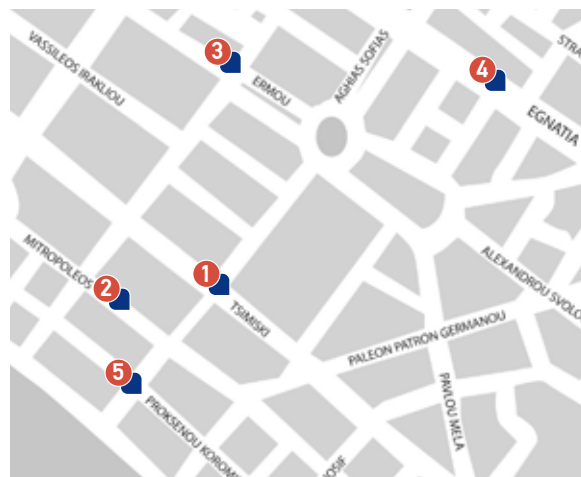 3
4
STRA
VASSILEOS IRAKLIOU
AGHIAS SOFIAS
ERMOU
EGNATIA
MITROPOLEOS
2
1
TSIMISKI
ALEXANDROU SVOLO
PALEON PATRON GERMANOU
5
PAVLOU MELA
PROKSENOU KOROM
OSIF